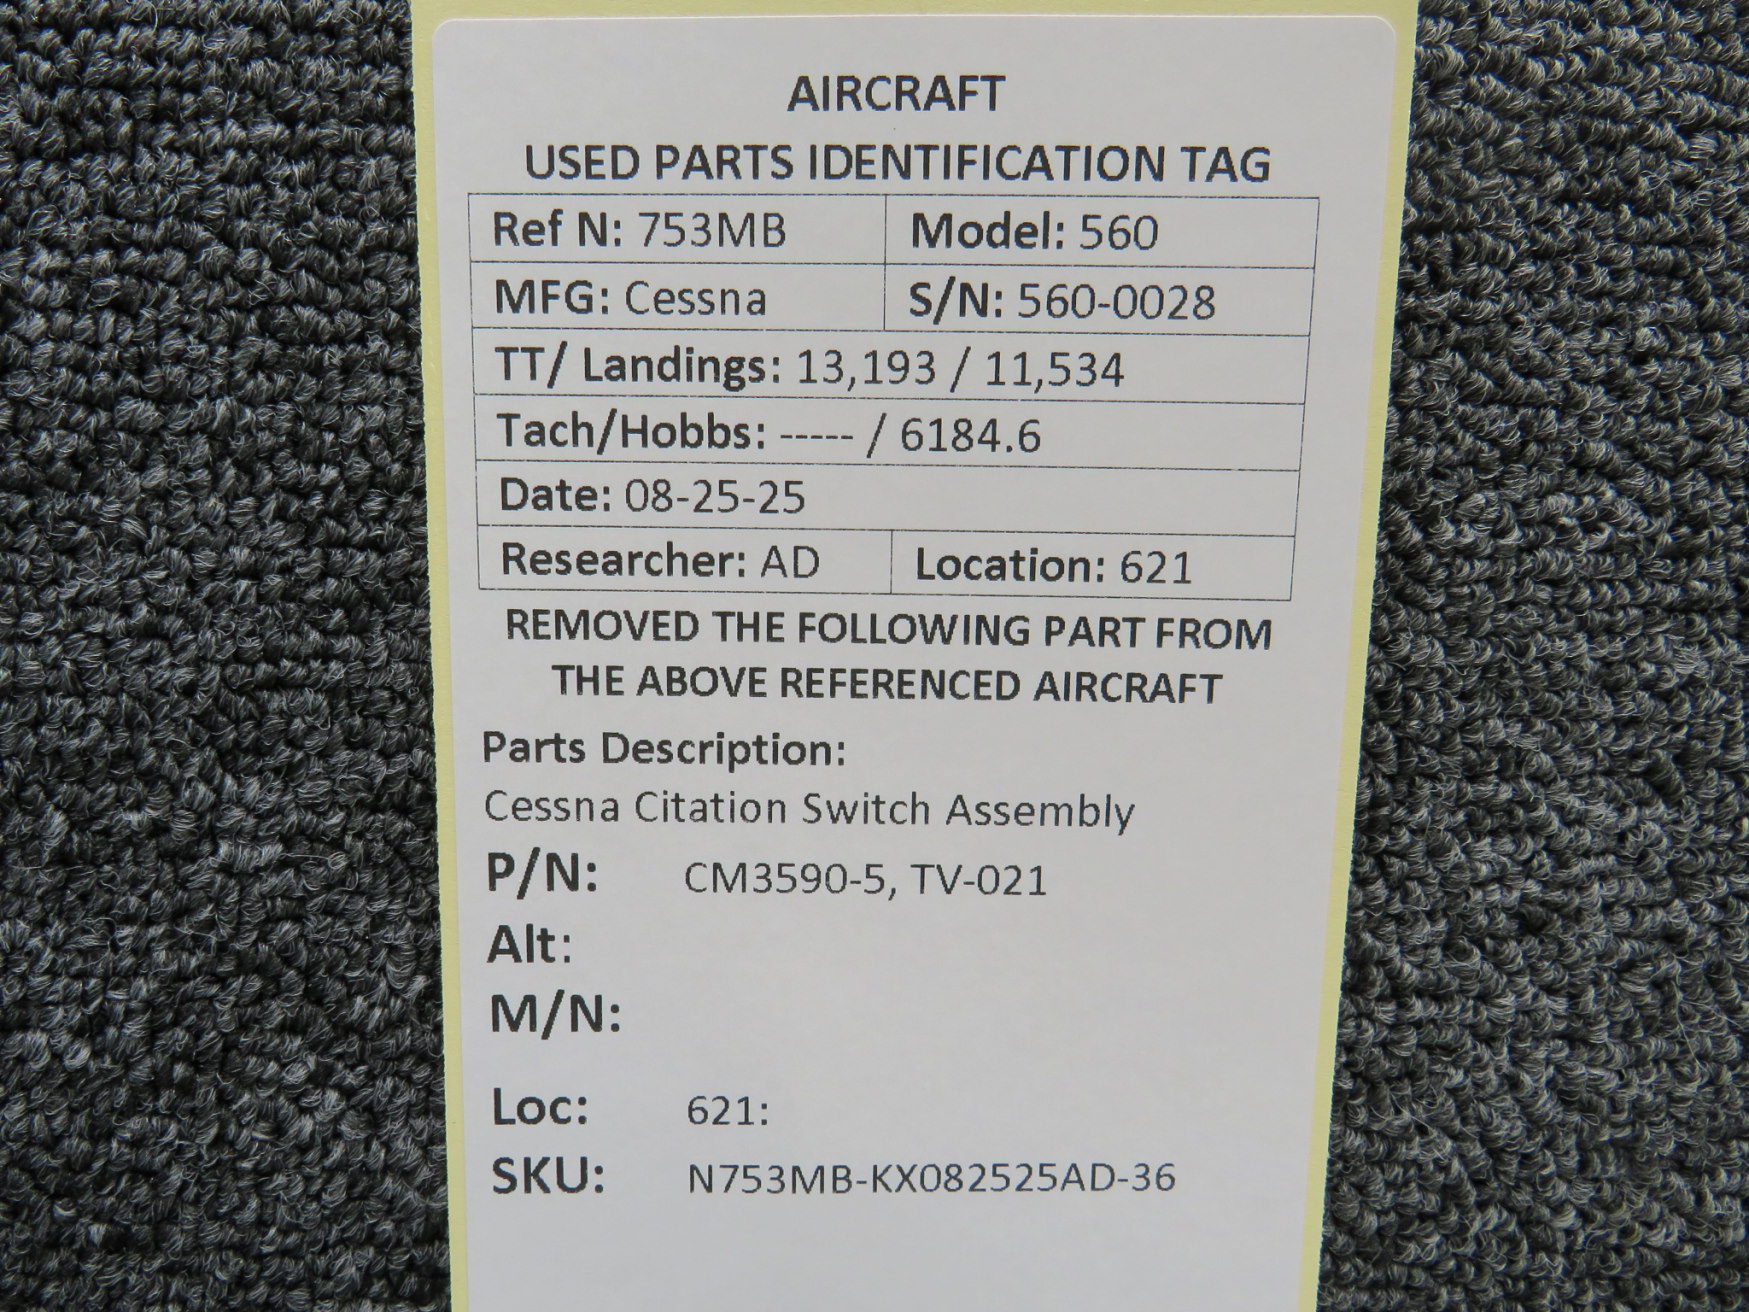 AIRCRAFT
USED PARTS IDENTIFICATION TAG
Ref N: 753MB Model: 560
MFG: Cessna S/N: 560-0028
TT/ Landings: 13,193 / 11,534
Tach/Hobbs: ----- / 6184.6
Date: 08-25-25
Researcher: AD Location: 621
REMOVED THE FOLLOWING PART FROM
THE ABOVE REFERENCED AIRCRAFT
Parts Description:
Cessna Citation Switch Assembly
P/N: CM3590-5, TV-021
Alt:
M/N:
Loc: 621:
SKU: N753MB-KX082525AD-36